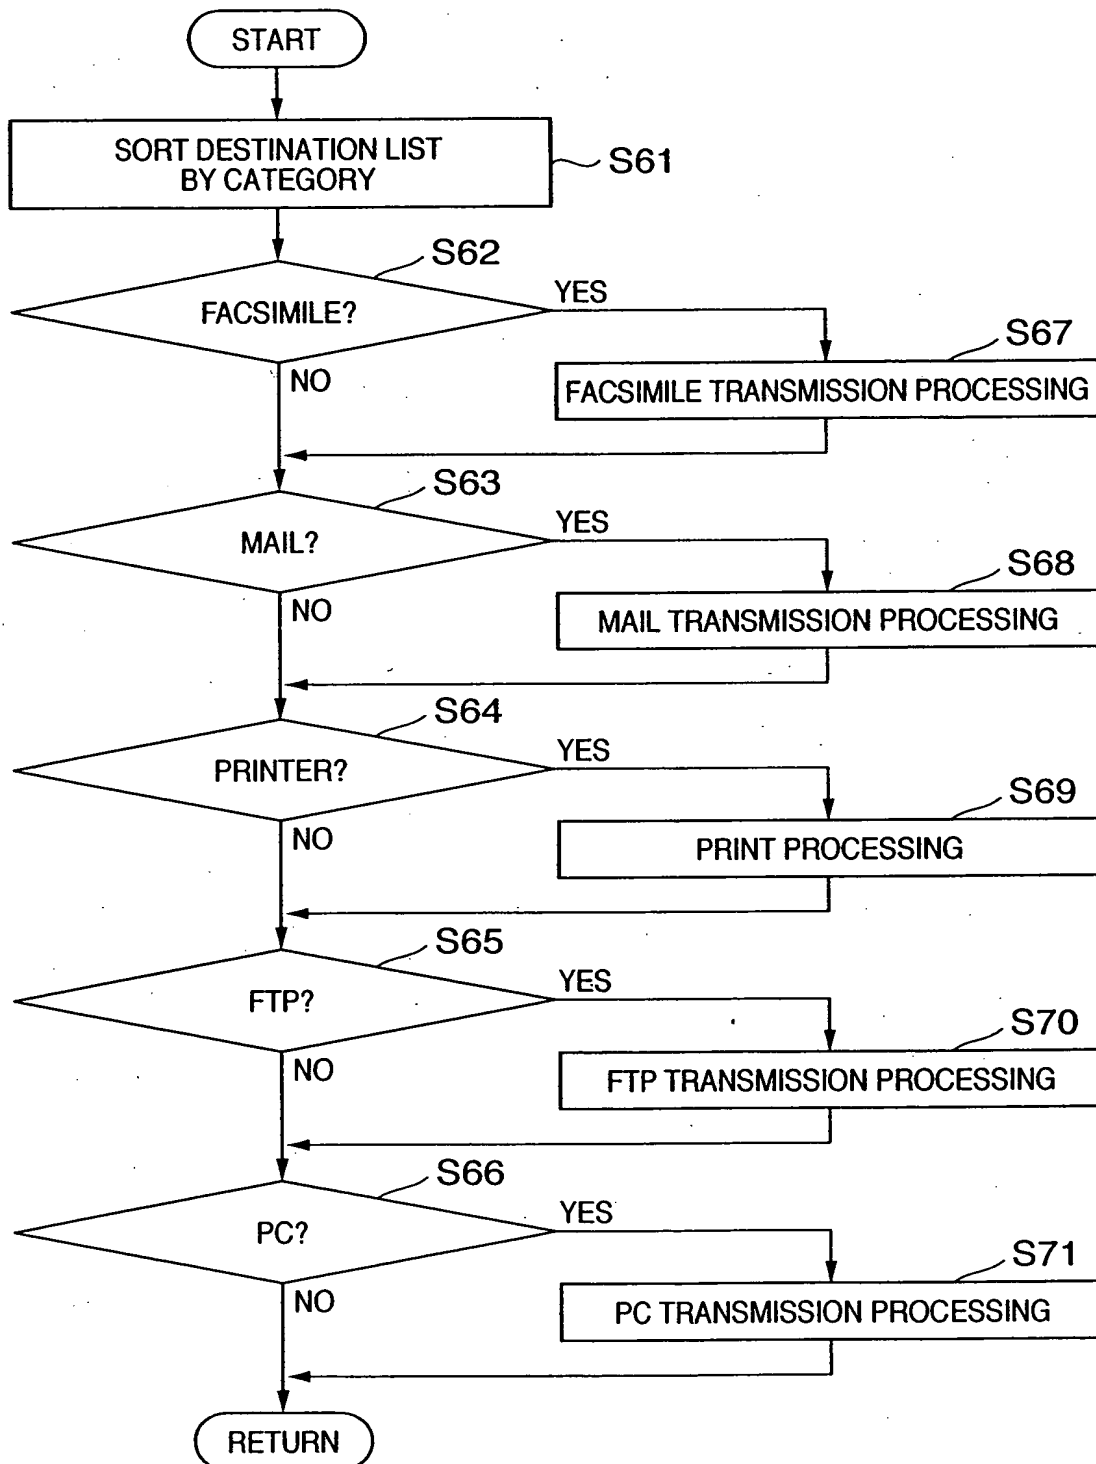 START
SORT DESTINATION LIST
BY CATEGORY
S61
S62
FACSIMILE?
YES
NO
S67
FACSIMILE TRANSMISSION PROCESSING
S63
MAIL?
YES
NO
S68
MAIL TRANSMISSION PROCESSING
S64
PRINTER?
YES
NO
S69
PRINT PROCESSING
S65
FTP?
YES
NO
S70
FTP TRANSMISSION PROCESSING
S66
PC?
YES
NO
S71
PC TRANSMISSION PROCESSING
RETURN